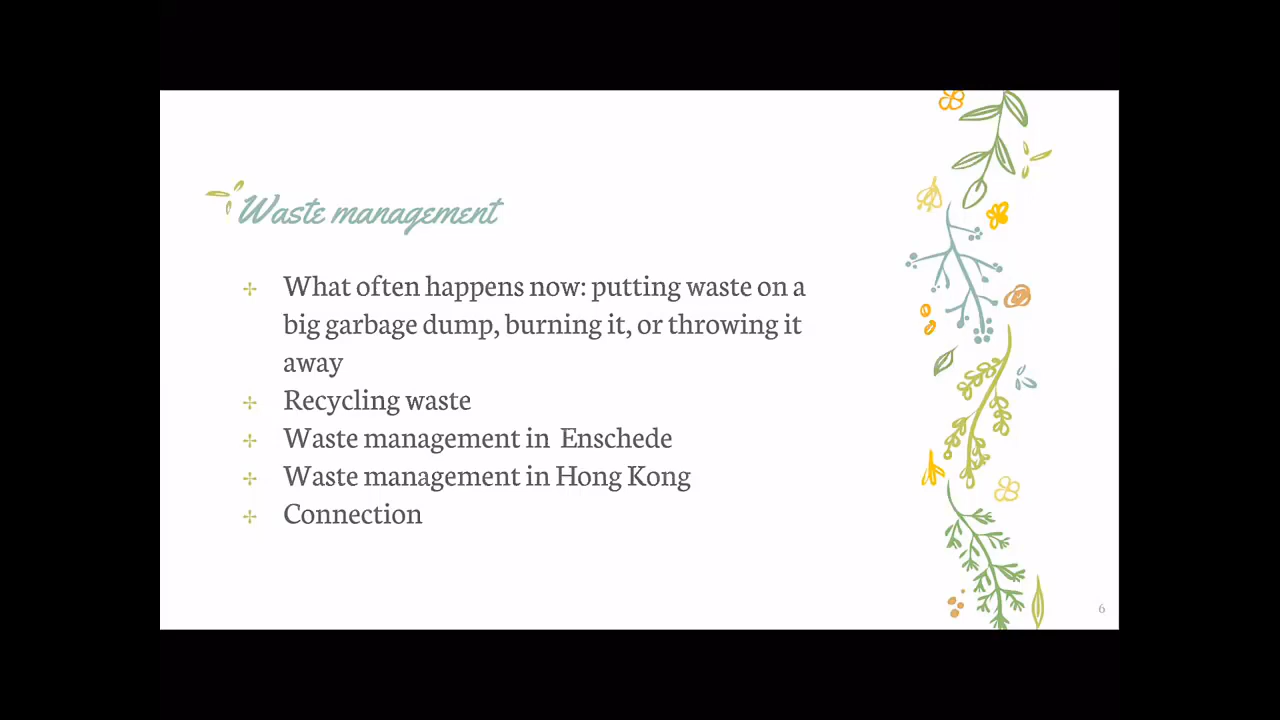 Waste management
What often happens now: putting waste on a
big garbage dump, burning it, or throwing it
away
Recycling waste
Waste management in  Enschede
Waste management in Hong Kong
Connection
6